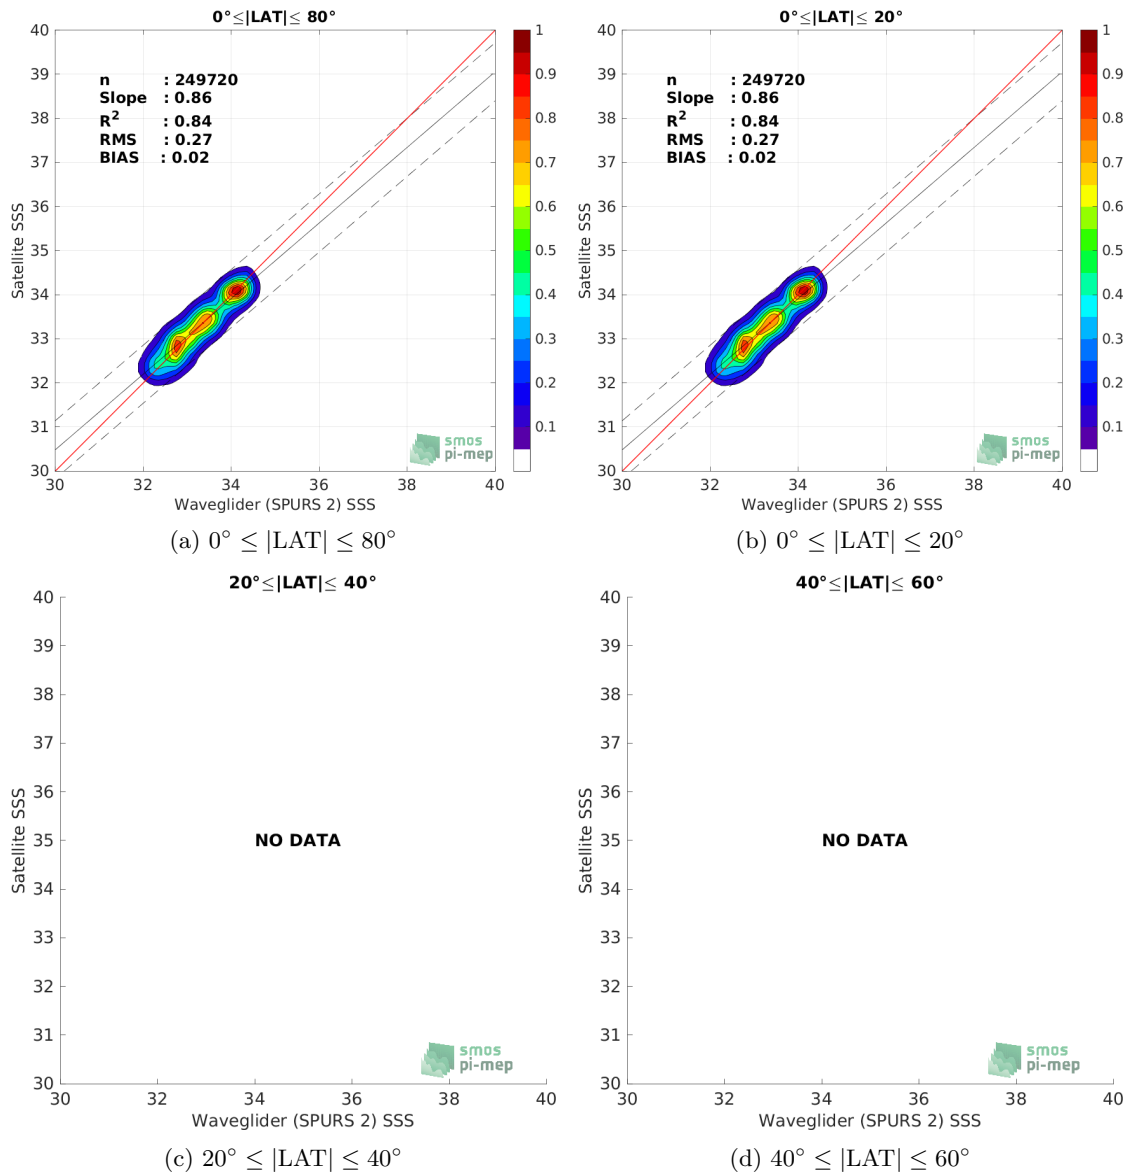 0°≤|LAT|≤ 80°
40
39
38
37
36
35
34
33
32
31
30
Satellite SSS
n : 249720
Slope : 0.86
R² : 0.84
RMS : 0.27
BIAS : 0.02
1
0.9
0.8
0.7
0.6
0.5
0.4
0.3
0.2
0.1
smos
pi-mep
30 32 34 36 38 40
Waveglider (SPURS 2) SSS
(a) 0° ≤ |LAT| ≤ 80°
0°≤|LAT|≤ 20°
40
39
38
37
36
35
34
33
32
31
30
Satellite SSS
n : 249720
Slope : 0.86
R² : 0.84
RMS : 0.27
BIAS : 0.02
1
0.9
0.8
0.7
0.6
0.5
0.4
0.3
0.2
0.1
smos
pi-mep
30 32 34 36 38 40
Waveglider (SPURS 2) SSS
(b) 0° ≤ |LAT| ≤ 20°
20°≤|LAT|≤ 40°
40
39
38
37
36
35
34
33
32
31
30
Satellite SSS
NO DATA
smos
pi-mep
30 32 34 36 38 40
Waveglider (SPURS 2) SSS
(c) 20° ≤ |LAT| ≤ 40°
40°≤|LAT|≤ 60°
40
39
38
37
36
35
34
33
32
31
30
Satellite SSS
NO DATA
smos
pi-mep
30 32 34 36 38 40
Waveglider (SPURS 2) SSS
(d) 40° ≤ |LAT| ≤ 60°